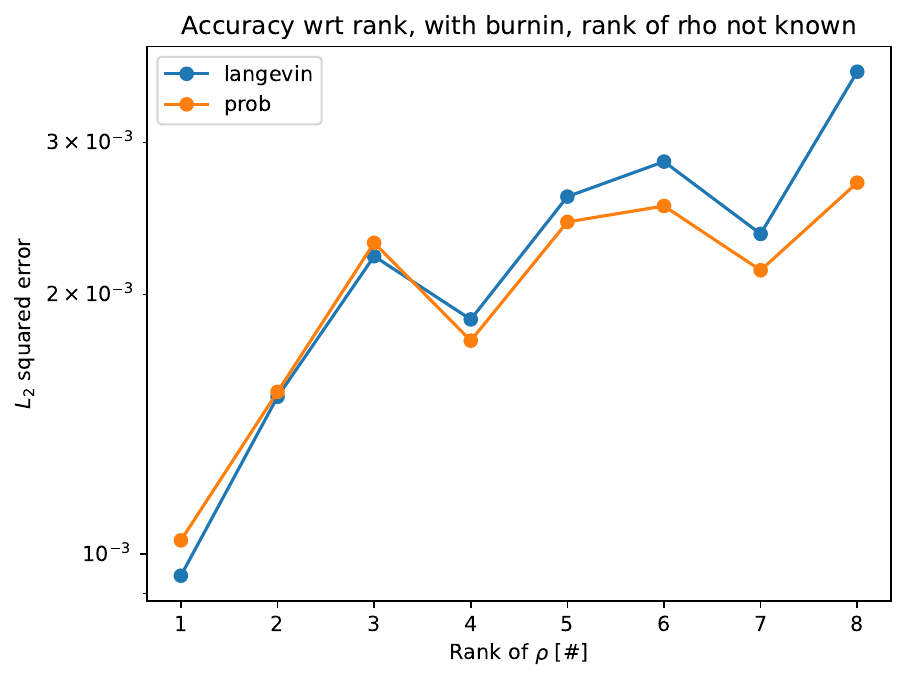 Accuracy wrt rank, with burnin, rank of rho not known
langevin
prob
3 × 10⁻³
2 × 10⁻³
10⁻³
L₂ squared error
1 2 3 4 5 6 7 8
Rank of ρ [#]